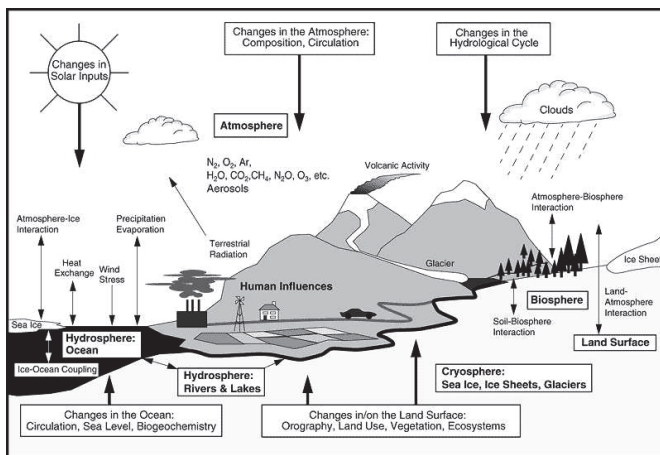 Changes in the Atmosphere:
Composition, Circulation
Changes in the
Hydrological Cycle
Changes in
Solar Inputs
Clouds
Atmosphere
N₂, O₂, Ar,
H₂O, CO₂,CH₄, N₂O, O₃, etc.
Aerosols
Volcanic Activity
Atmosphere-Biosphere
Interaction
Atmosphere-Ice
Interaction
Precipitation
Evaporation
Terrestrial
Radiation
Heat
Exchange
Wind
Stress
Human Influences
Glacier
Ice Sheet
Biosphere
Land-
Atmosphere
Interaction
Soil-Biosphere
Interaction
Land Surface
Sea Ice
Hydrosphere:
Ocean
Ice-Ocean Coupling
Hydrosphere:
Rivers & Lakes
Cryosphere:
Sea Ice, Ice Sheets, Glaciers
Changes in the Ocean:
Circulation, Sea Level, Biogeochemistry
Changes in/on the Land Surface:
Orography, Land Use, Vegetation, Ecosystems